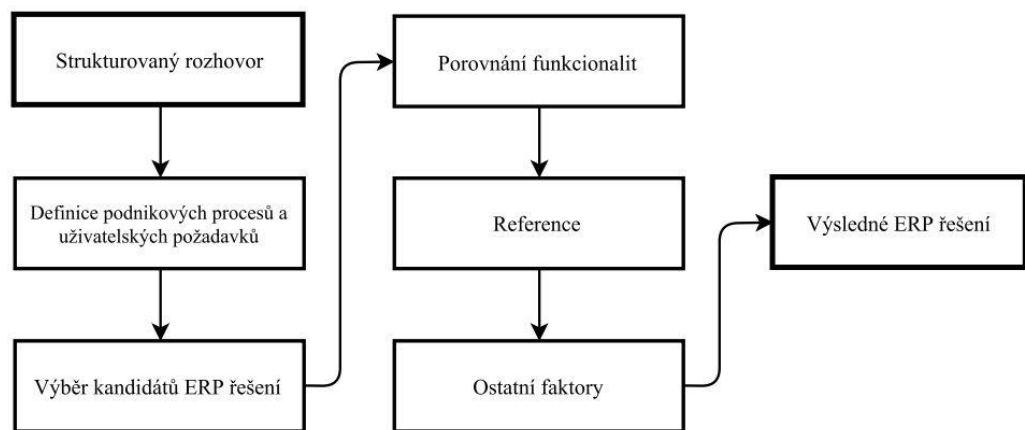 Strukturovaný rozhovor
Definice podnikových procesů a
uživatelských požadavků
Výběr kandidátů ERP řešení
Porovnání funkcionalit
Reference
Ostatní faktory
Výsledné ERP řešení